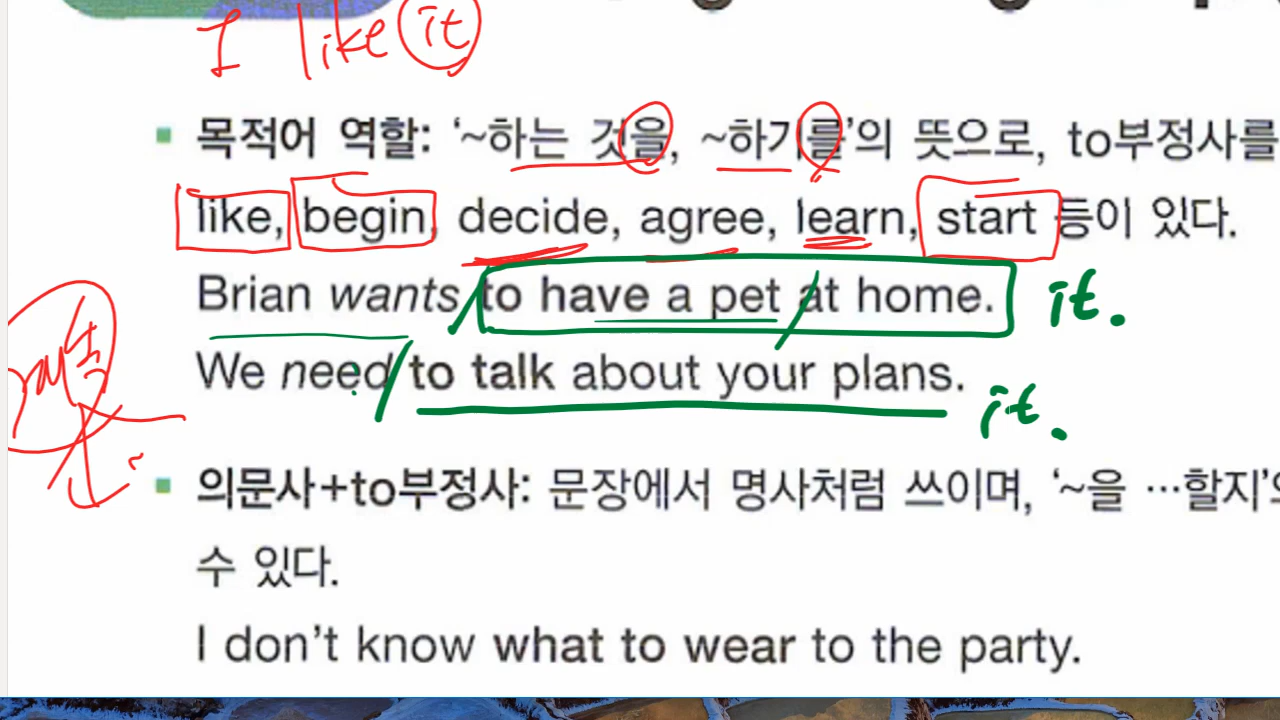 I like it
목적어 역할: ‘~하는 것을, ~하기를’의 뜻으로, to부정사를
like, begin, decide, agree, learn, start 등이 있다.
Brian wants to have a pet at home. it.
We need to talk about your plans. it.
의문사+to부정사: 문장에서 명사처럼 쓰이며, ‘~을 …할지’의
수 있다.
I don’t know what to wear to the party.